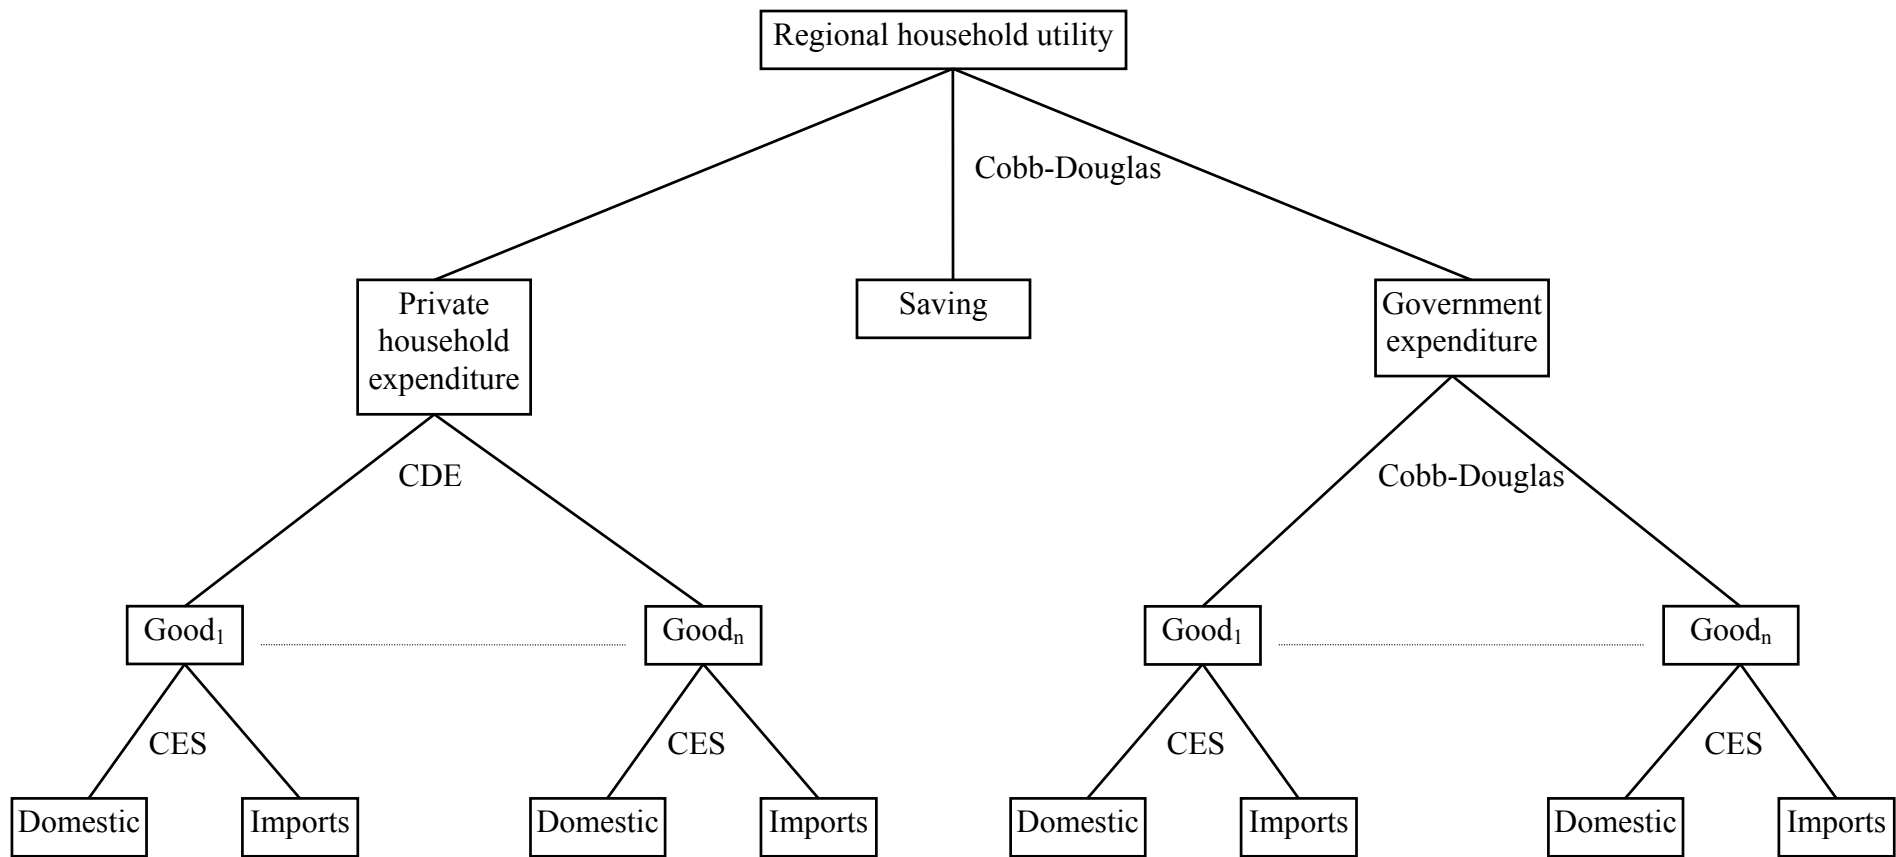 Regional household utility
Cobb-Douglas
Private
household
expenditure
Saving
Government
expenditure
CDE
Cobb-Douglas
Good₁
Goodₙ
Good₁
Goodₙ
CES
CES
CES
CES
Domestic
Imports
Domestic
Imports
Domestic
Imports
Domestic
Imports